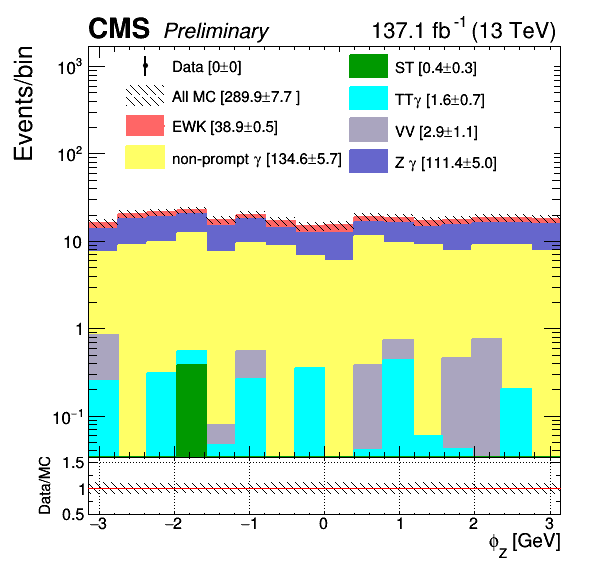 CMS Preliminary 137.1 fb⁻¹ (13 TeV)
Events/bin
10³
10²
10
1
10⁻¹
Data [0±0]
All MC [289.9±7.7 ]
EWK [38.9±0.5]
non-prompt γ [134.6±5.7]
ST [0.4±0.3]
TTγ [1.6±0.7]
VV [2.9±1.1]
Z γ [111.4±5.0]
Data/MC
1.5
1
0.5
−3 −2 −1 0 1 2 3
ϕ_Z [GeV]